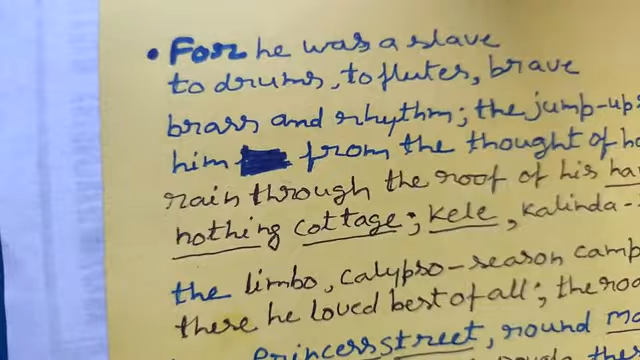 • For he was a slave
to drums, to flutes, brave
brass and rhythm; the jump-ups
him from the thought of
rain through the roof of his
nothing cottage; kele, kalinda-
the limbo, calypso-season camp
there he loved best of all; the
Princess street, round